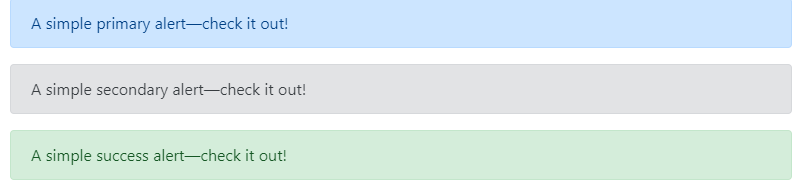 A simple primary alert—check it out!
A simple secondary alert—check it out!
A simple success alert—check it out!